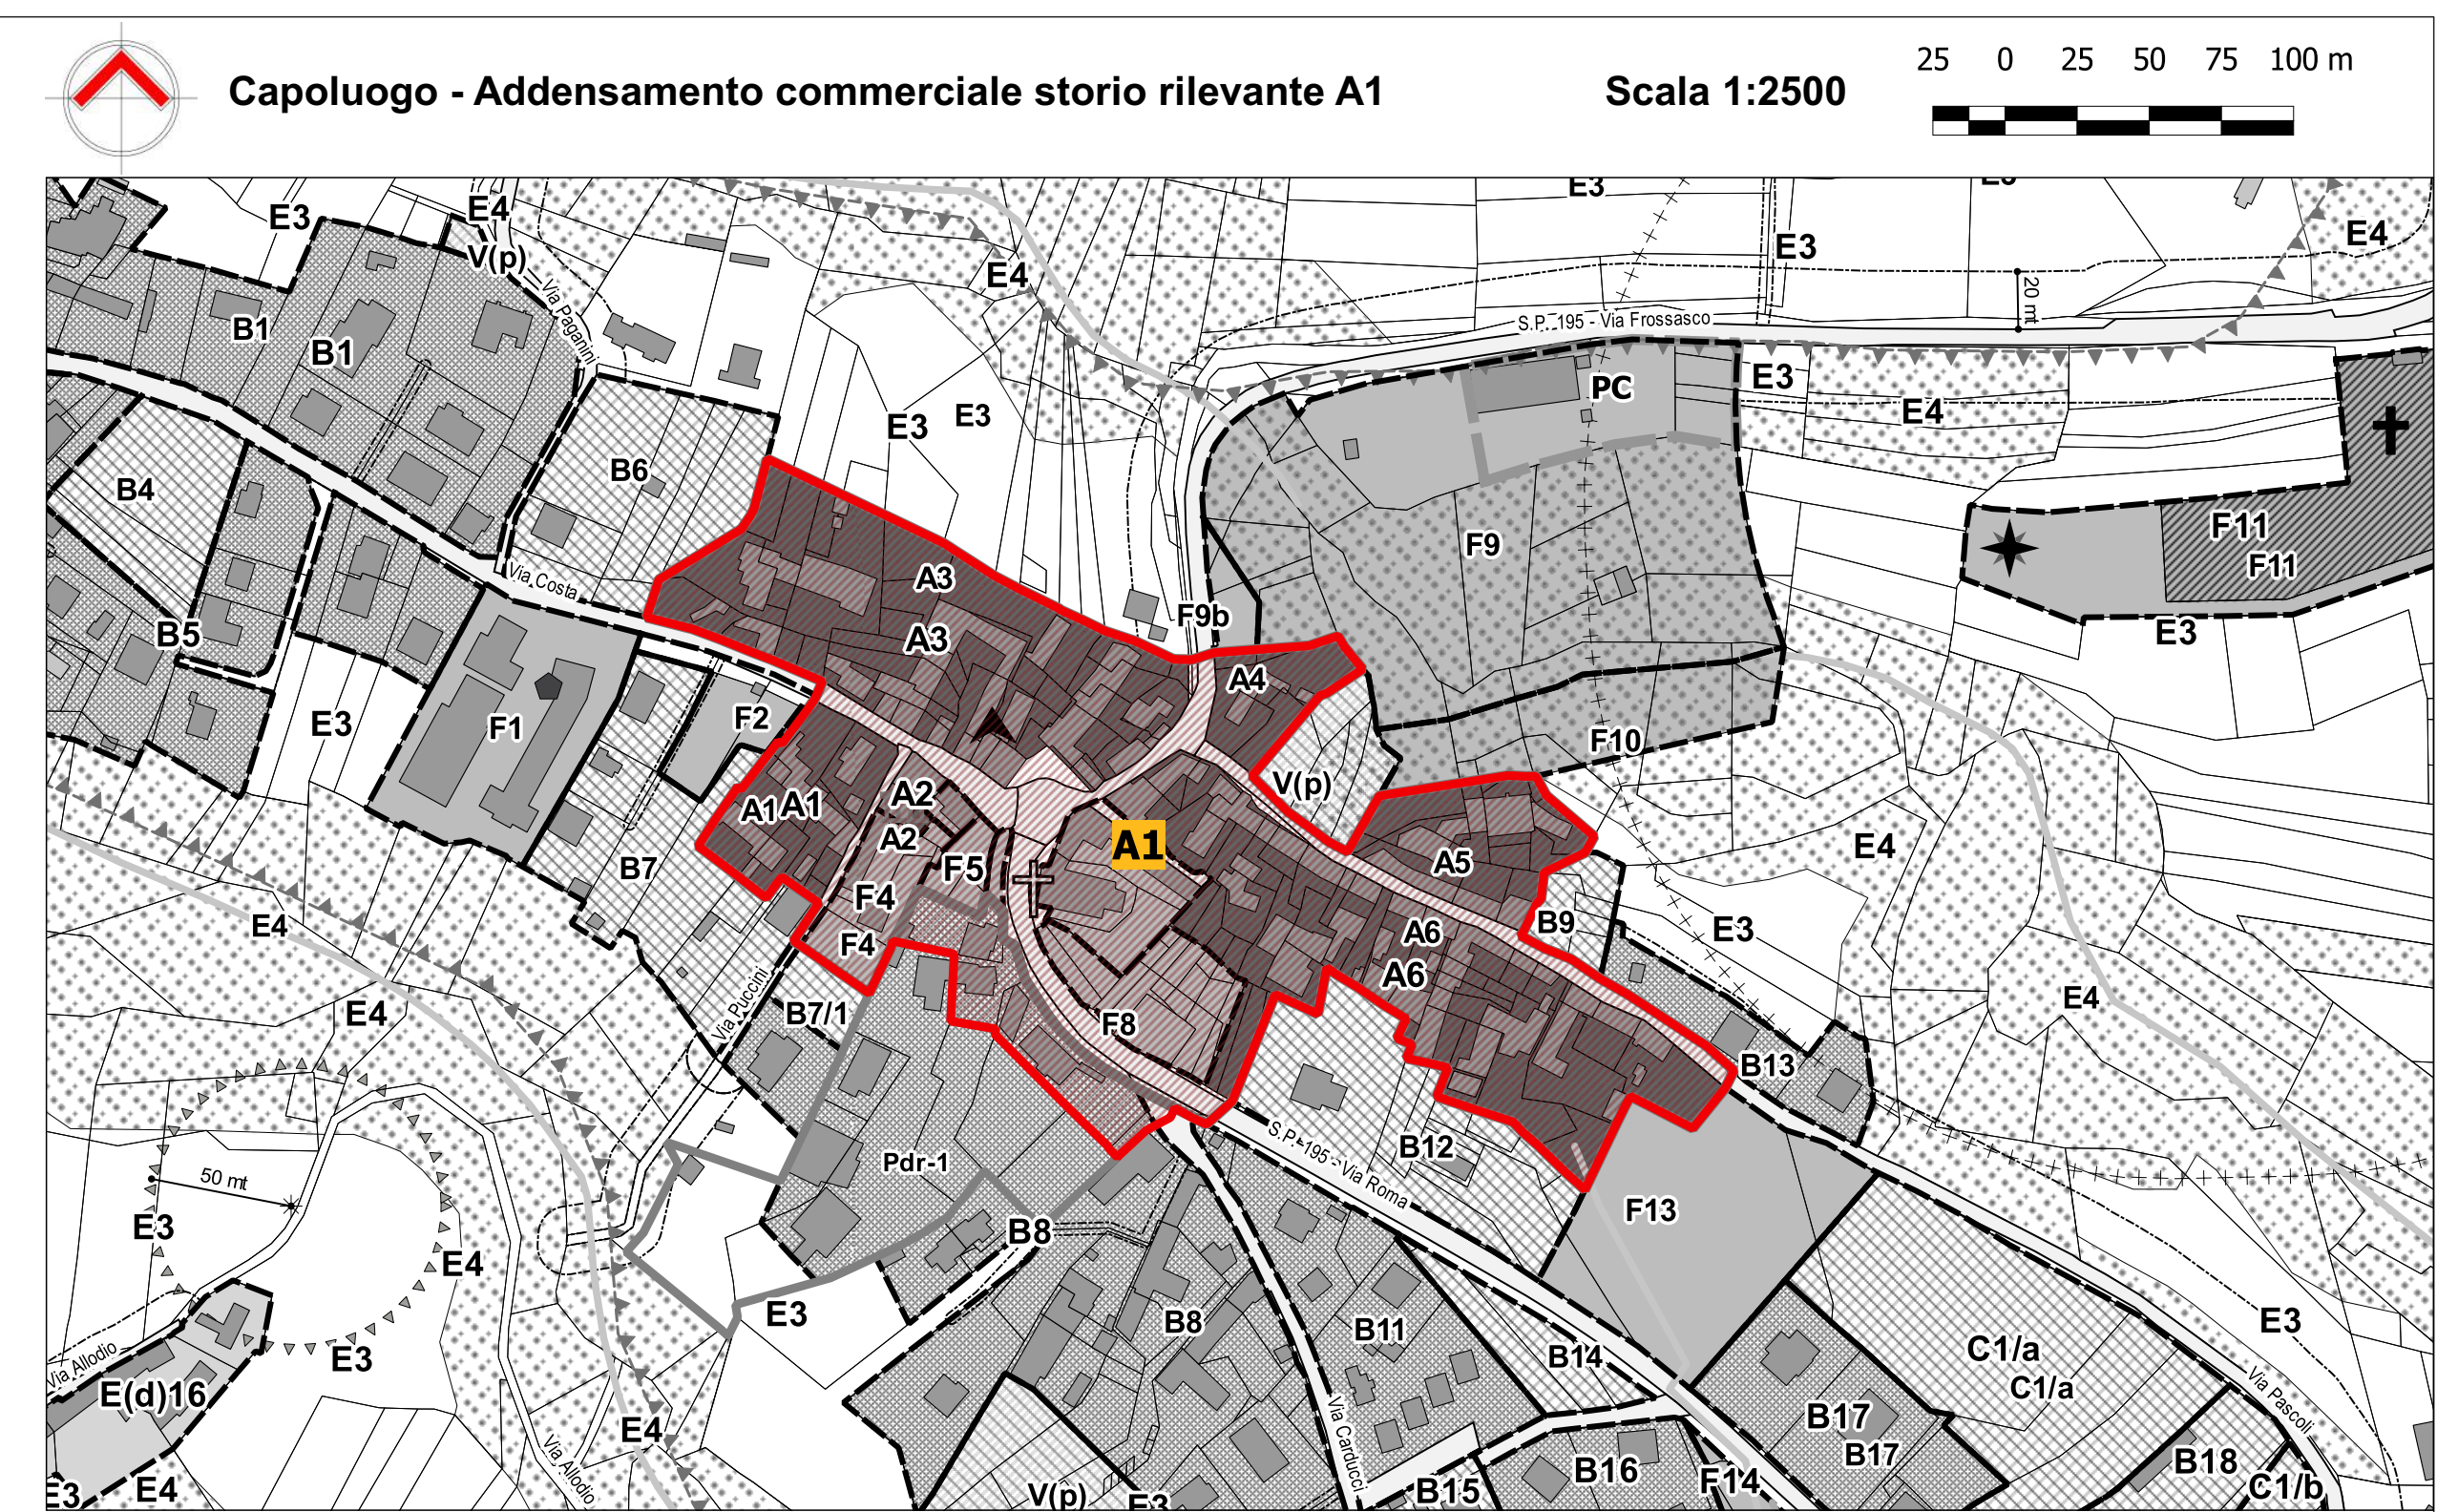 Capoluogo - Addensamento commerciale storio rilevante A1
Scala 1:2500
25 0 25 50 75 100 m
E3
E3
E4
E3
E4
V(p)
E3
E4
E4
20 mt
Via Paganini
S.P. 195 - Via Frossasco
B1
B1
PC
E3
E4
E3
E3
B6
B4
F9
F11
F11
Via Costa
A3
F9b
B5
A3
E3
A4
F2
E3
F1
F10
V(p)
A2
A1
A1
A2
A1
E4
B7
F5
A5
F4
E4
B9
A6
E3
F4
A6
E4
E4
Via Puccini
B7/1
F8
B13
S.P. 195 - Via Roma
B12
Pdr-1
50 mt
F13
E3
B8
E4
E3
B8
B11
E3
C1/a
B14
E3
Via Allodio
C1/a
E(d)16
Via Carducci
Via Pascoli
B17
E4
B17
Via Allodio
B18
B16
F14
B15
C1/b
E3
E4
V(p)
E3